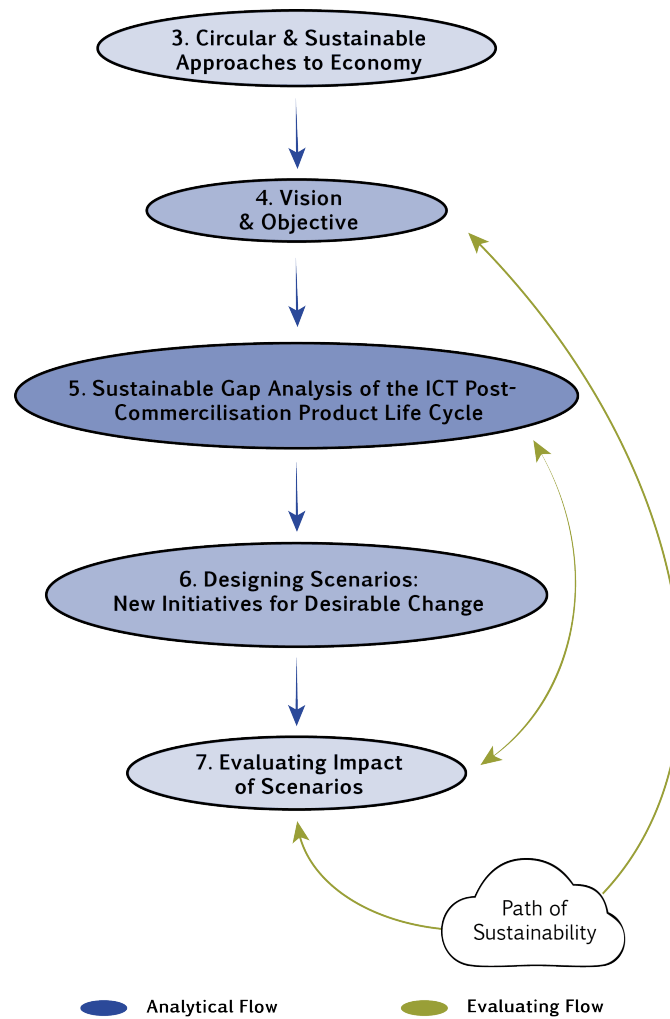 3. Circular & Sustainable
Approaches to Economy
4. Vision
& Objective
5. Sustainable Gap Analysis of the ICT Post-
Commercilisation Product Life Cycle
6. Designing Scenarios:
New Initiatives for Desirable Change
7. Evaluating Impact
of Scenarios
Path of
Sustainability
Analytical Flow
Evaluating Flow